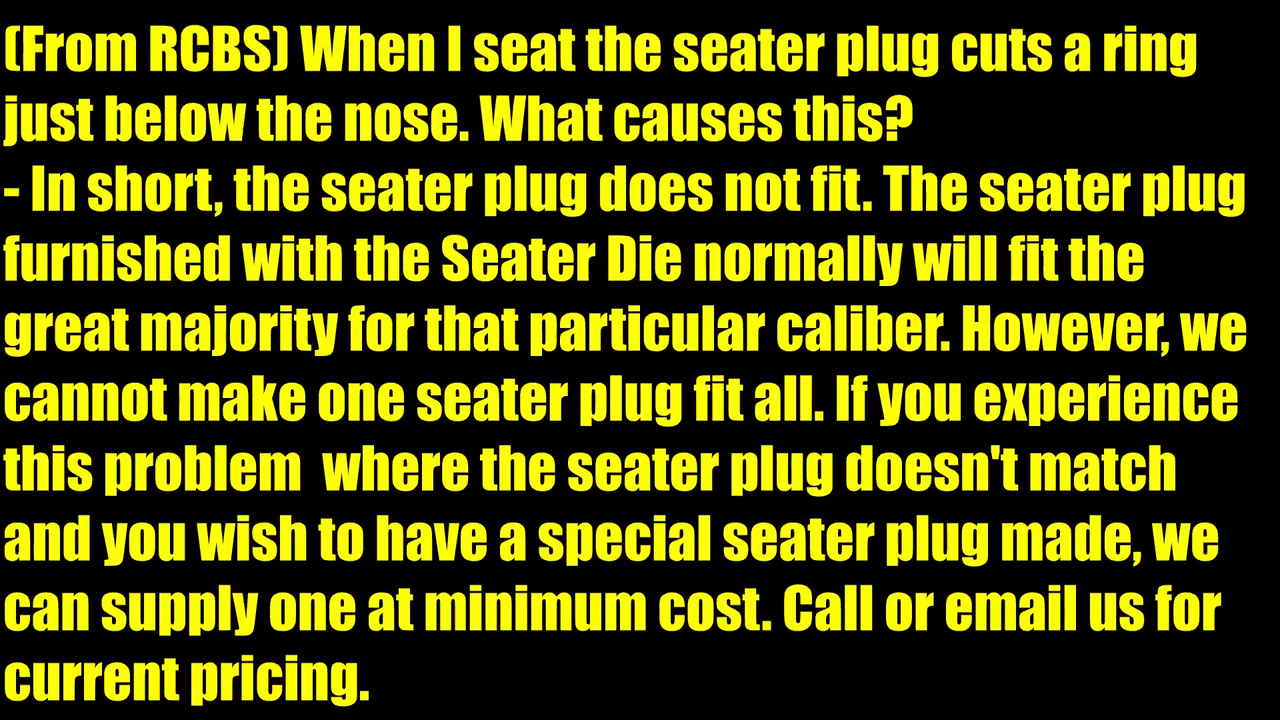 (From RCBS) When I seat the seater plug cuts a ring
just below the nose. What causes this?
- In short, the seater plug does not fit. The seater plug
furnished with the Seater Die normally will fit the
great majority for that particular caliber. However, we
cannot make one seater plug fit all. If you experience
this problem  where the seater plug doesn't match
and you wish to have a special seater plug made, we
can supply one at minimum cost. Call or email us for
current pricing.